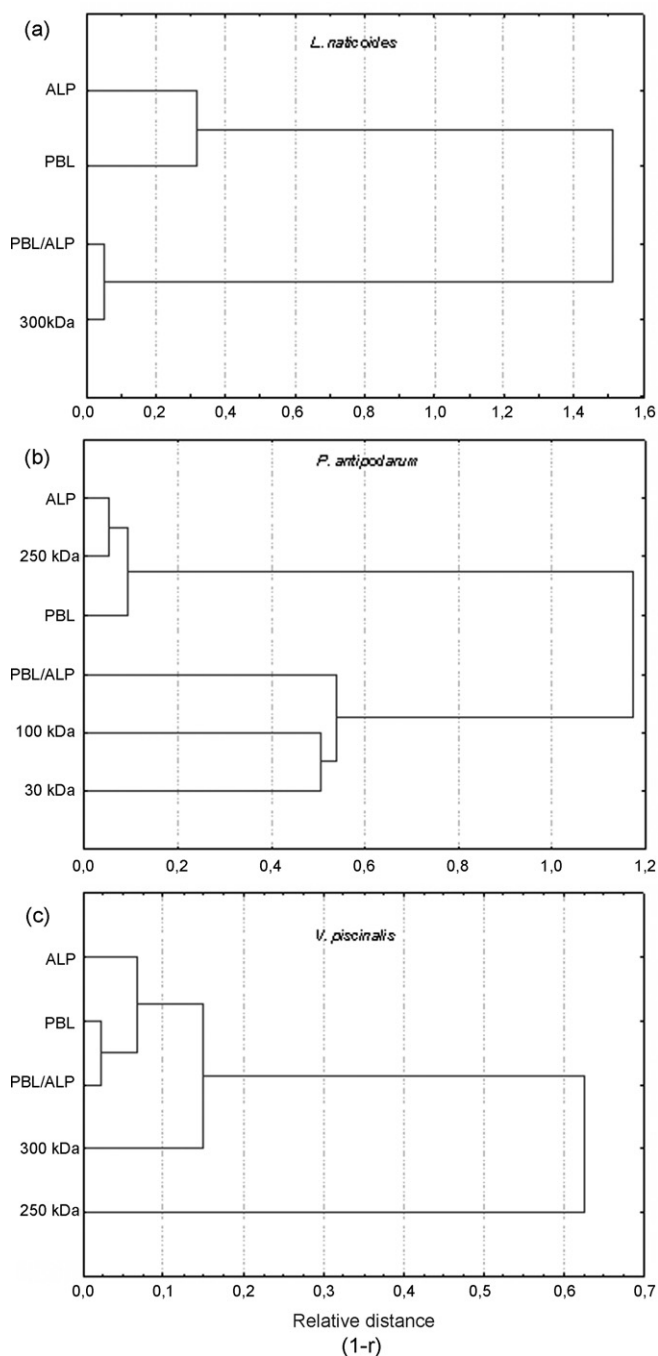 (a)
L. naticoides
ALP
PBL
PBL/ALP
300kDa
0,0 0,2 0,4 0,6 0,8 1,0 1,2 1,4 1,6
(b)
P. antipodarum
ALP
250 kDa
PBL
PBL/ALP
100 kDa
30 kDa
0,0 0,2 0,4 0,6 0,8 1,0 1,2
(c)
V. piscinalis
ALP
PBL
PBL/ALP
300 kDa
250 kDa
0,0 0,1 0,2 0,3 0,4 0,5 0,6 0,7
Relative distance
(1-r)